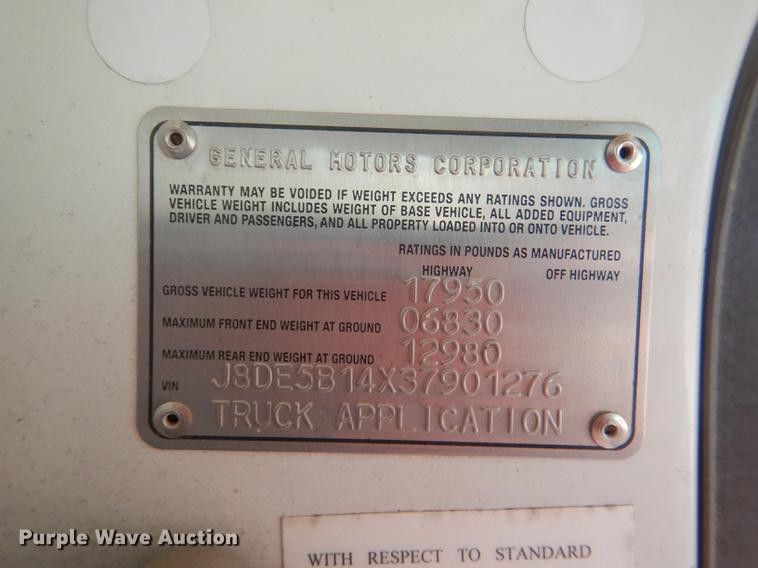 GENERAL MOTORS CORPORATION
WARRANTY MAY BE VOIDED IF WEIGHT EXCEEDS ANY RATINGS SHOWN. GROSS
VEHICLE WEIGHT INCLUDES WEIGHT OF BASE VEHICLE, ALL ADDED EQUIPMENT,
DRIVER AND PASSENGERS, AND ALL PROPERTY LOADED INTO OR ONTO VEHICLE.
RATINGS IN POUNDS AS MANUFACTURED
HIGHWAY OFF HIGHWAY
GROSS VEHICLE WEIGHT FOR THIS VEHICLE 17950
MAXIMUM FRONT END WEIGHT AT GROUND 06830
MAXIMUM REAR END WEIGHT AT GROUND 12980
VIN J8DE5B14X37901276
TRUCK APPLICATION
WITH RESPECT TO STANDARD
Purple Wave Auction